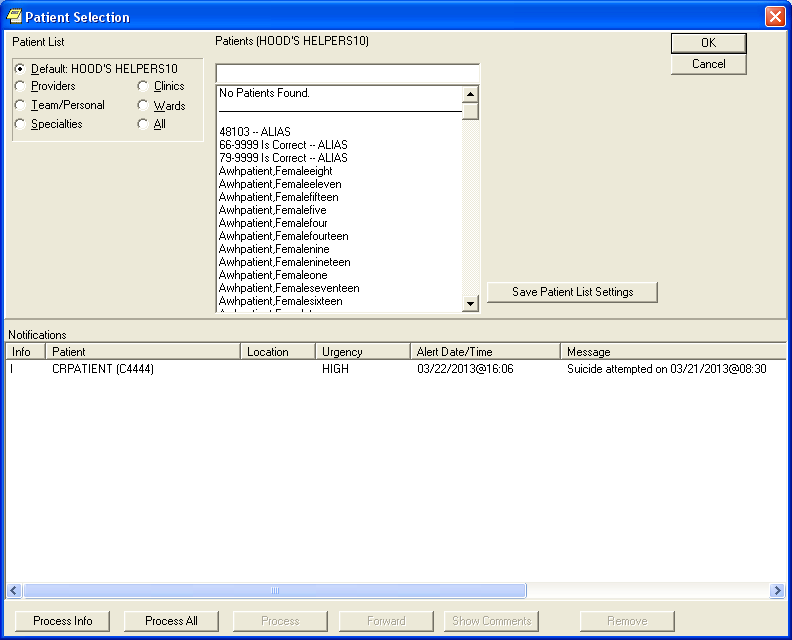 Patient Selection
Patient List
Default: HOOD'S HELPERS10
Providers
Clinics
Team/Personal
Wards
Specialties
All
Patients (HOOD'S HELPERS10)
No Patients Found.
48103 -- ALIAS
66-9999 Is Correct -- ALIAS
79-9999 Is Correct -- ALIAS
Awhpatient,Femaleeight
Awhpatient,Femaleeleven
Awhpatient,Femalefifteen
Awhpatient,Femalefive
Awhpatient,Femalefour
Awhpatient,Femalefourteen
Awhpatient,Femalenine
Awhpatient,Femalenineteen
Awhpatient,Femaleone
Awhpatient,Femaleseventeen
Awhpatient,Femalesixteen
OK
Cancel
Save Patient List Settings
Notifications
Info Patient Location Urgency Alert Date/Time Message
I CRPATIENT (C4444) HIGH 03/22/2013@16:06 Suicide attempted on 03/21/2013@08:30
Process Info Process All Process Forward Show Comments Remove